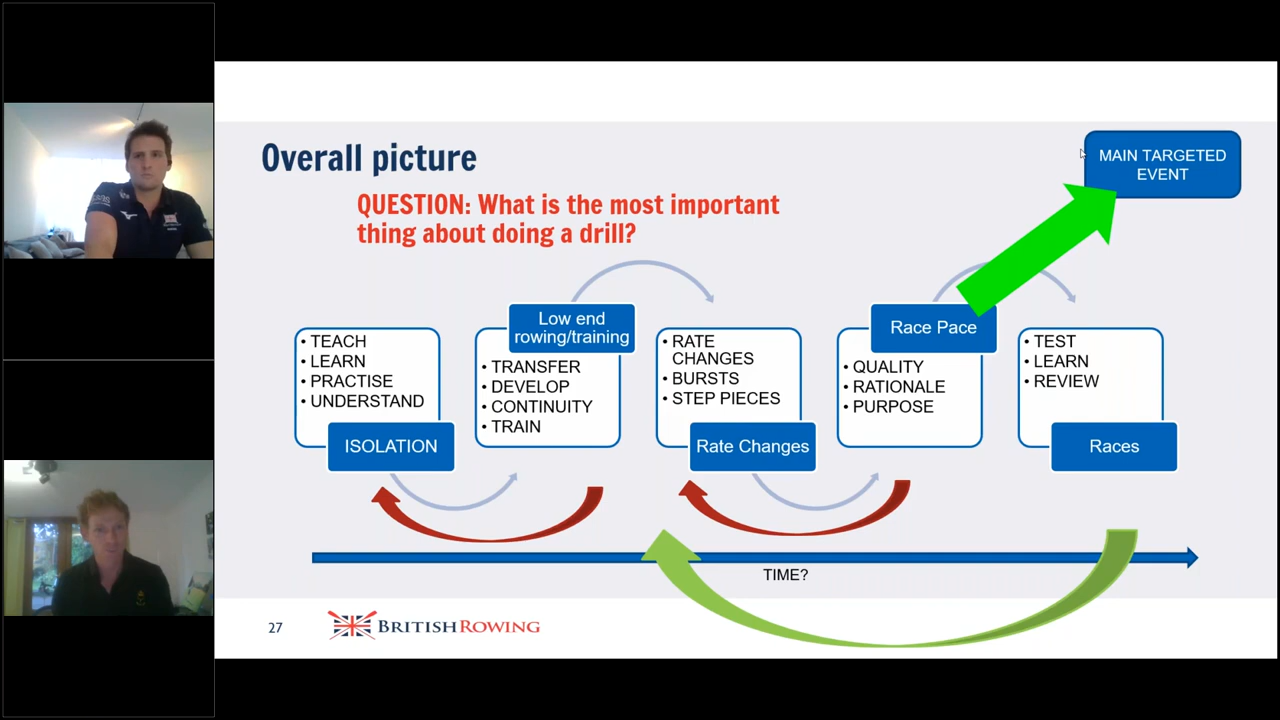 Overall picture
MAIN TARGETED
EVENT
QUESTION: What is the most important
thing about doing a drill?
• TEACH
• LEARN
• PRACTISE
• UNDERSTAND
ISOLATION
Low end
rowing/training
• TRANSFER
• DEVELOP
• CONTINUITY
• TRAIN
• RATE
CHANGES
• BURSTS
• STEP PIECES
Rate Changes
Race Pace
• QUALITY
• RATIONALE
• PURPOSE
• TEST
• LEARN
• REVIEW
Races
TIME?
27
BRITISH ROWING